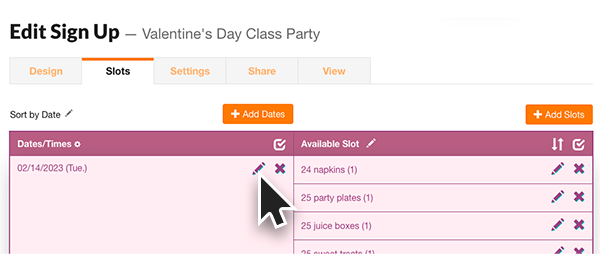 Edit Sign Up — Valentine's Day Class Party
Design Slots Settings Share View
Sort by Date + Add Dates + Add Slots
Dates/Times Available Slot
02/14/2023 (Tue.) 24 napkins (1)
25 party plates (1)
25 juice boxes (1)
25 sweet treats (1)